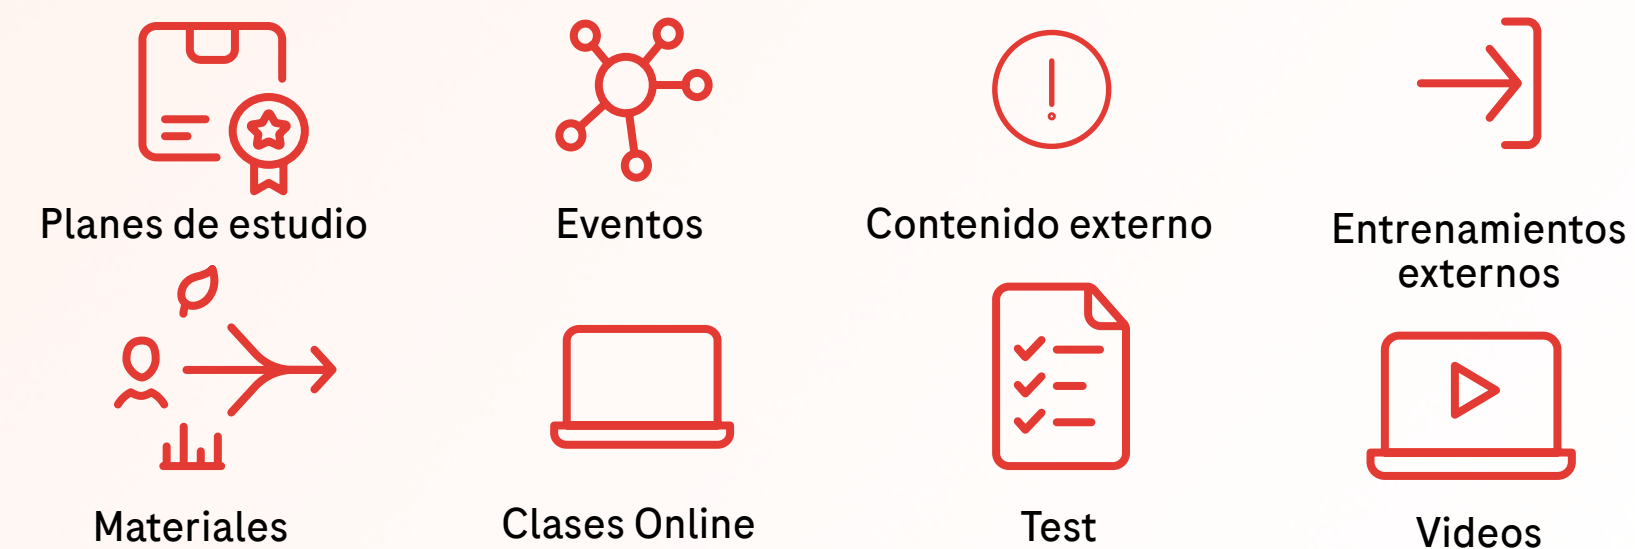 Planes de estudio
Eventos
Contenido externo
Entrenamientos
externos
Materiales
Clases Online
Test
Videos